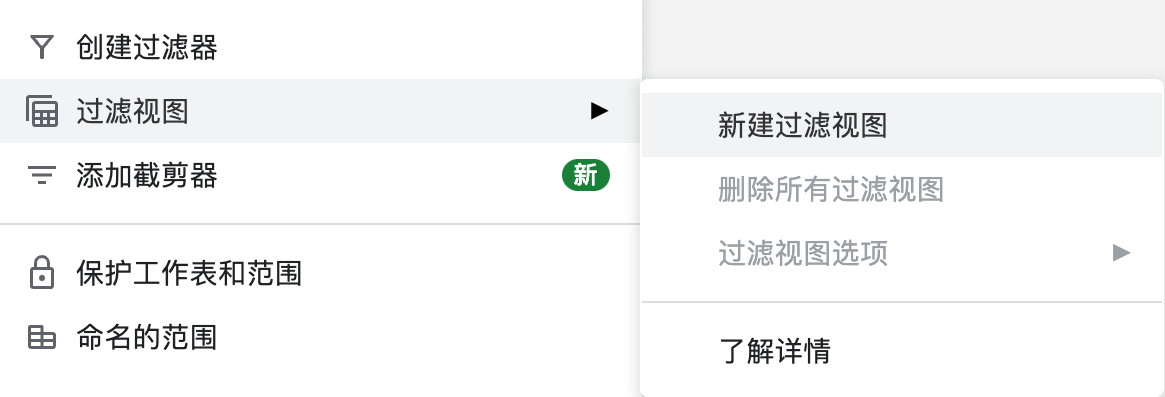 创建过滤器
过滤视图
添加截剪器
新
保护工作表和范围
命名的范围
新建过滤视图
删除所有过滤视图
过滤视图选项
了解详情